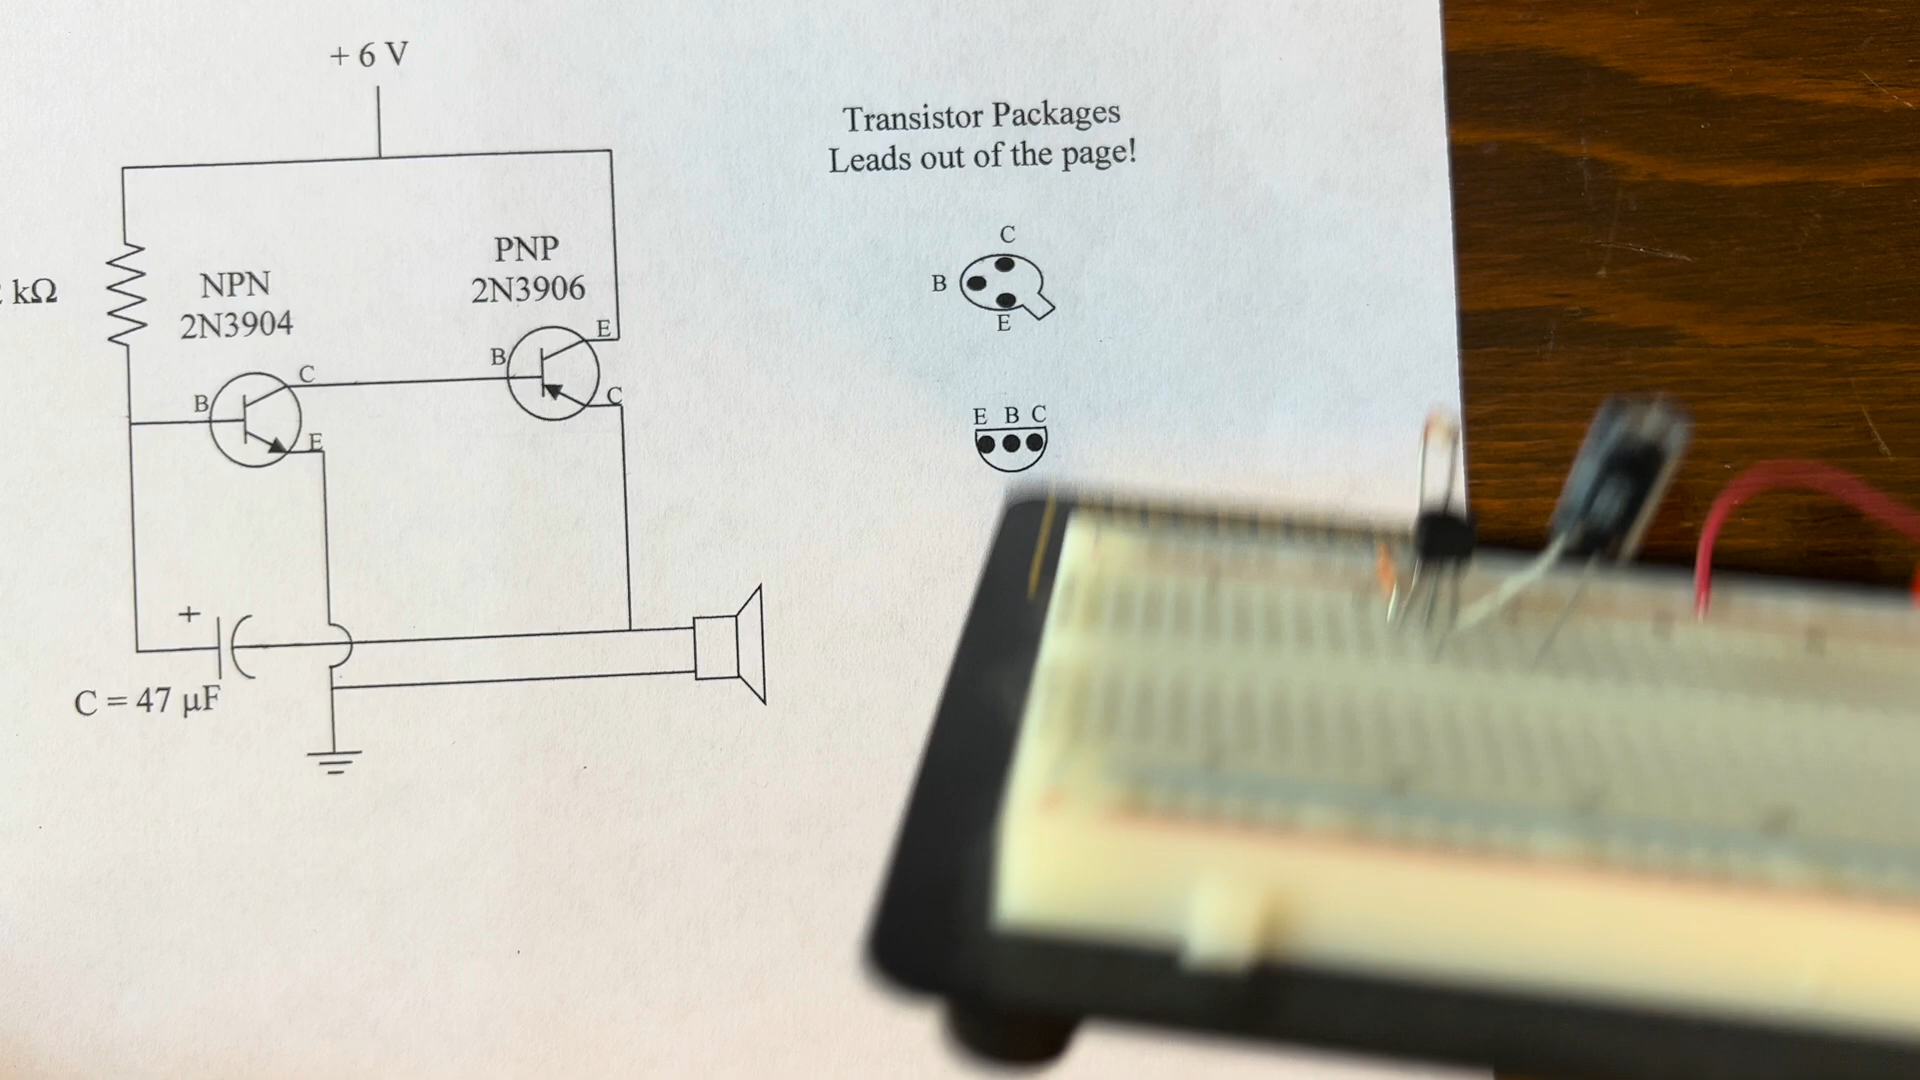 + 6 V
Transistor Packages
Leads out of the page!
kΩ
NPN
2N3904
PNP
2N3906
B
C
E
B
E
C
C
B
E
E B C
+
C = 47 µF